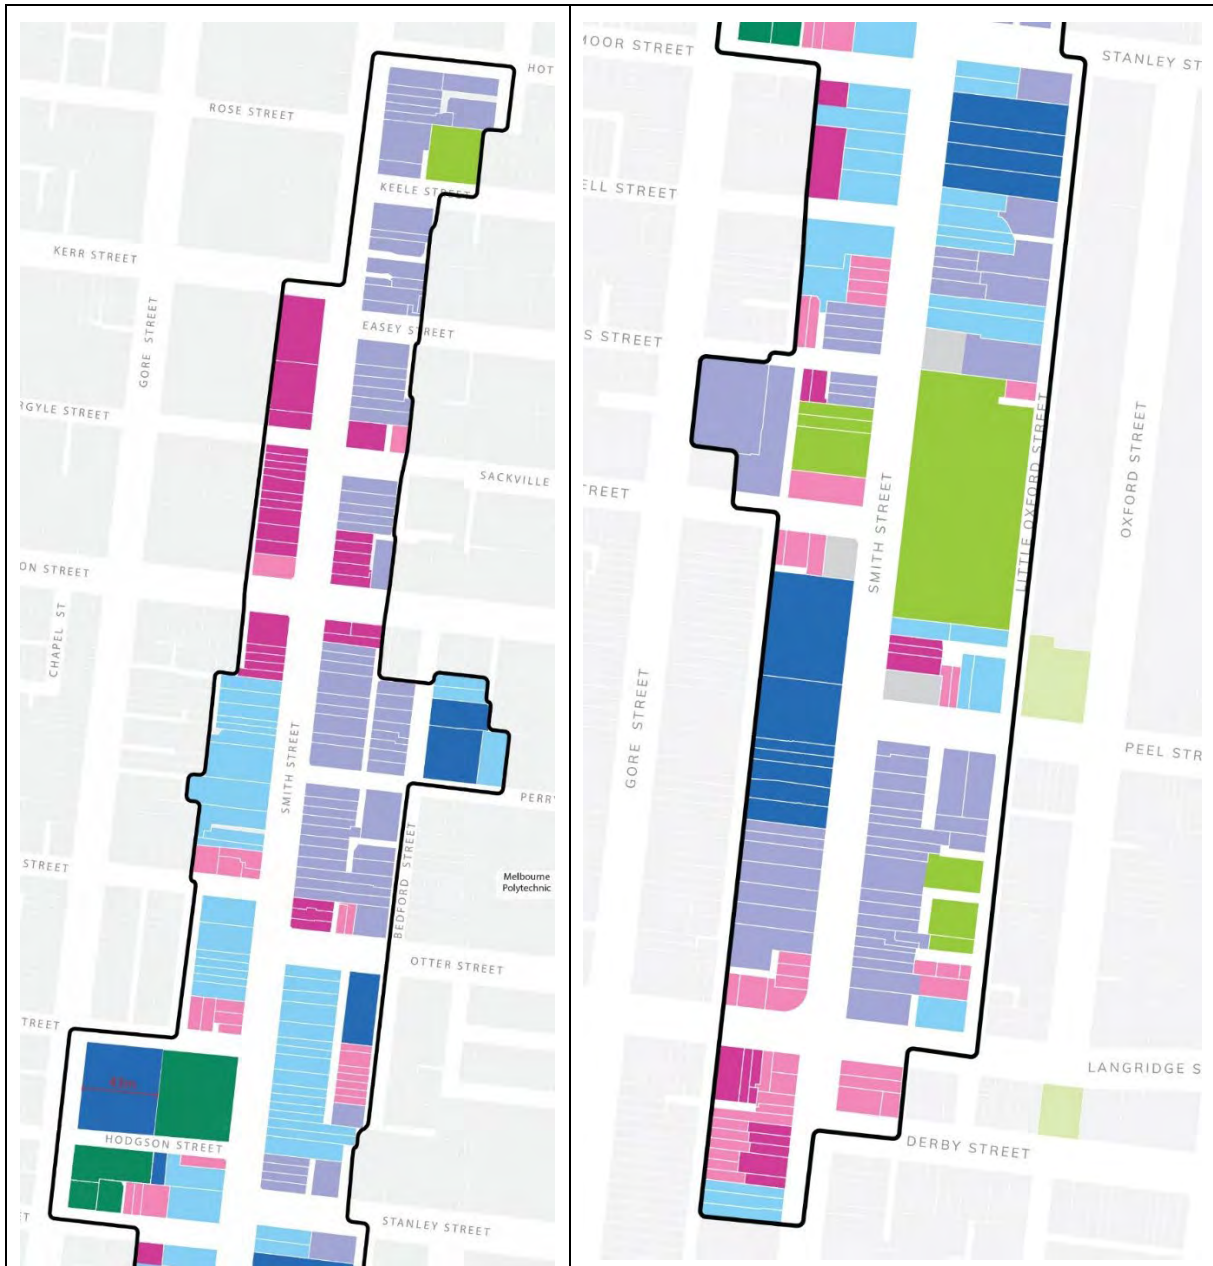 HOT
ROSE STREET
KEELE STREET
KERR STREET
GORE STREET
EASEY STREET
RGYLE STREET
SACKVILLE
ON STREET
CHAPEL ST
SMITH STREET
PERRY
STREET
BEDFORD STREET
Melbourne
Polytechnic
OTTER STREET
TREET
HODGSON STREET
STANLEY STREET
ET
MOOR STREET
STANLEY ST
ELL STREET
S STREET
LITTLE OXFORD STREET
OXFORD STREET
SMITH STREET
TREET
GORE STREET
PEEL STR
LANGRIDGE S
DERBY STREET